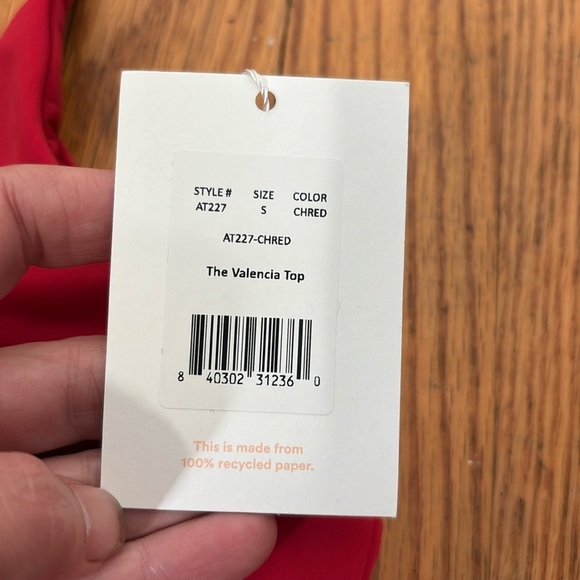 STYLE # SIZE COLOR
AT227 S CHRED
AT227-CHRED
The Valencia Top
8 40302 31236 0
This is made from
100% recycled paper.